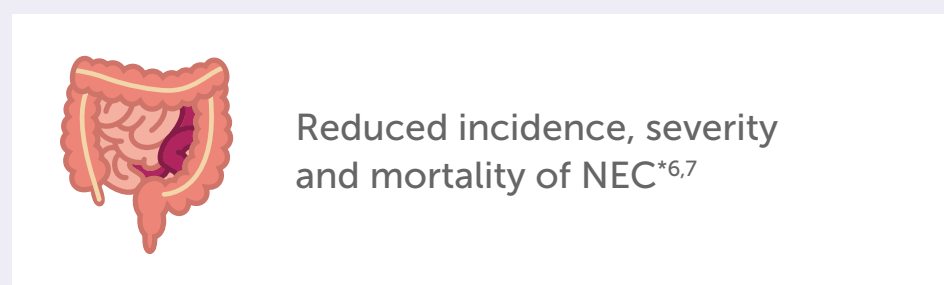 Reduced incidence, severity
and mortality of NEC*6,7